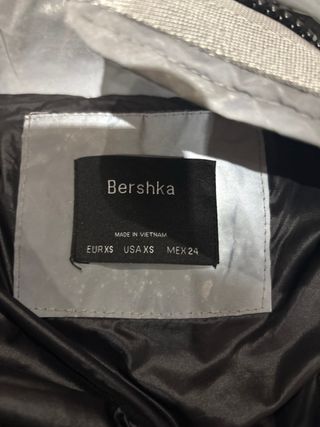 Bershka
MADE IN VIETNAM
EUR XS USA XS MEX 24